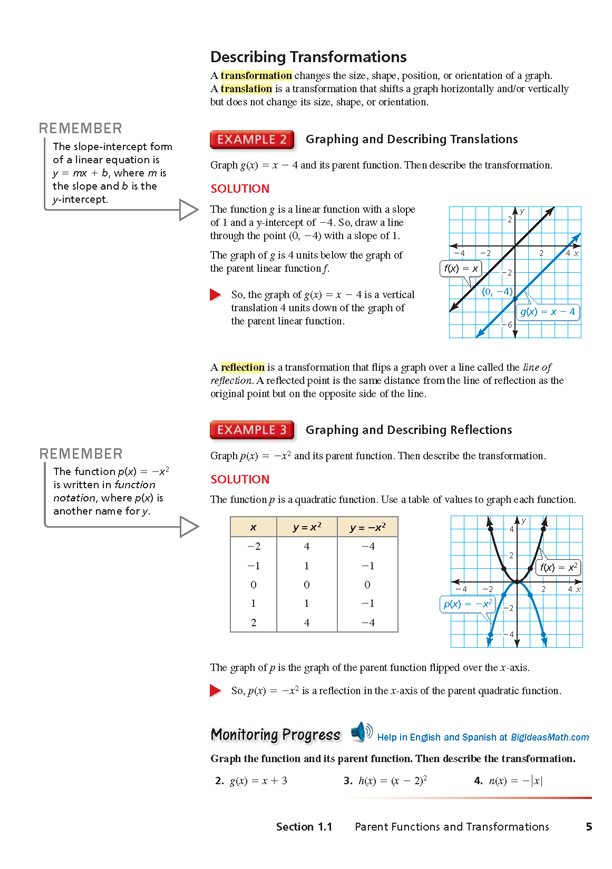 Describing Transformations
A transformation changes the size, shape, position, or orientation of a graph.
A translation is a transformation that shifts a graph horizontally and/or vertically
but does not change its size, shape, or orientation.
REMEMBER
The slope-intercept form
of a linear equation is
y = mx + b, where m is
the slope and b is the
y-intercept.
EXAMPLE 2 Graphing and Describing Translations
Graph g(x) = x − 4 and its parent function. Then describe the transformation.
SOLUTION
The function g is a linear function with a slope
of 1 and a y-intercept of −4. So, draw a line
through the point (0, −4) with a slope of 1.
The graph of g is 4 units below the graph of
the parent linear function f.
So, the graph of g(x) = x − 4 is a vertical
translation 4 units down of the graph of
the parent linear function.
y
2
−4 −2 2 4 x
f(x) = x
−2
(0, −4)
g(x) = x − 4
−6
A reflection is a transformation that flips a graph over a line called the line of
reflection. A reflected point is the same distance from the line of reflection as the
original point but on the opposite side of the line.
EXAMPLE 3 Graphing and Describing Reflections
REMEMBER
The function p(x) = −x²
is written in function
notation, where p(x) is
another name for y.
Graph p(x) = −x² and its parent function. Then describe the transformation.
SOLUTION
The function p is a quadratic function. Use a table of values to graph each function.
x y = x² y = −x²
−2 4 −4
−1 1 −1
0 0 0
1 1 −1
2 4 −4
y
4
2
f(x) = x²
−4 −2 2 4 x
p(x) = −x²
−2
−4
The graph of p is the graph of the parent function flipped over the x-axis.
So, p(x) = −x² is a reflection in the x-axis of the parent quadratic function.
Monitoring Progress Help in English and Spanish at BigIdeasMath.com
Graph the function and its parent function. Then describe the transformation.
2. g(x) = x + 3 3. h(x) = (x − 2)² 4. n(x) = −|x|
Section 1.1 Parent Functions and Transformations 5